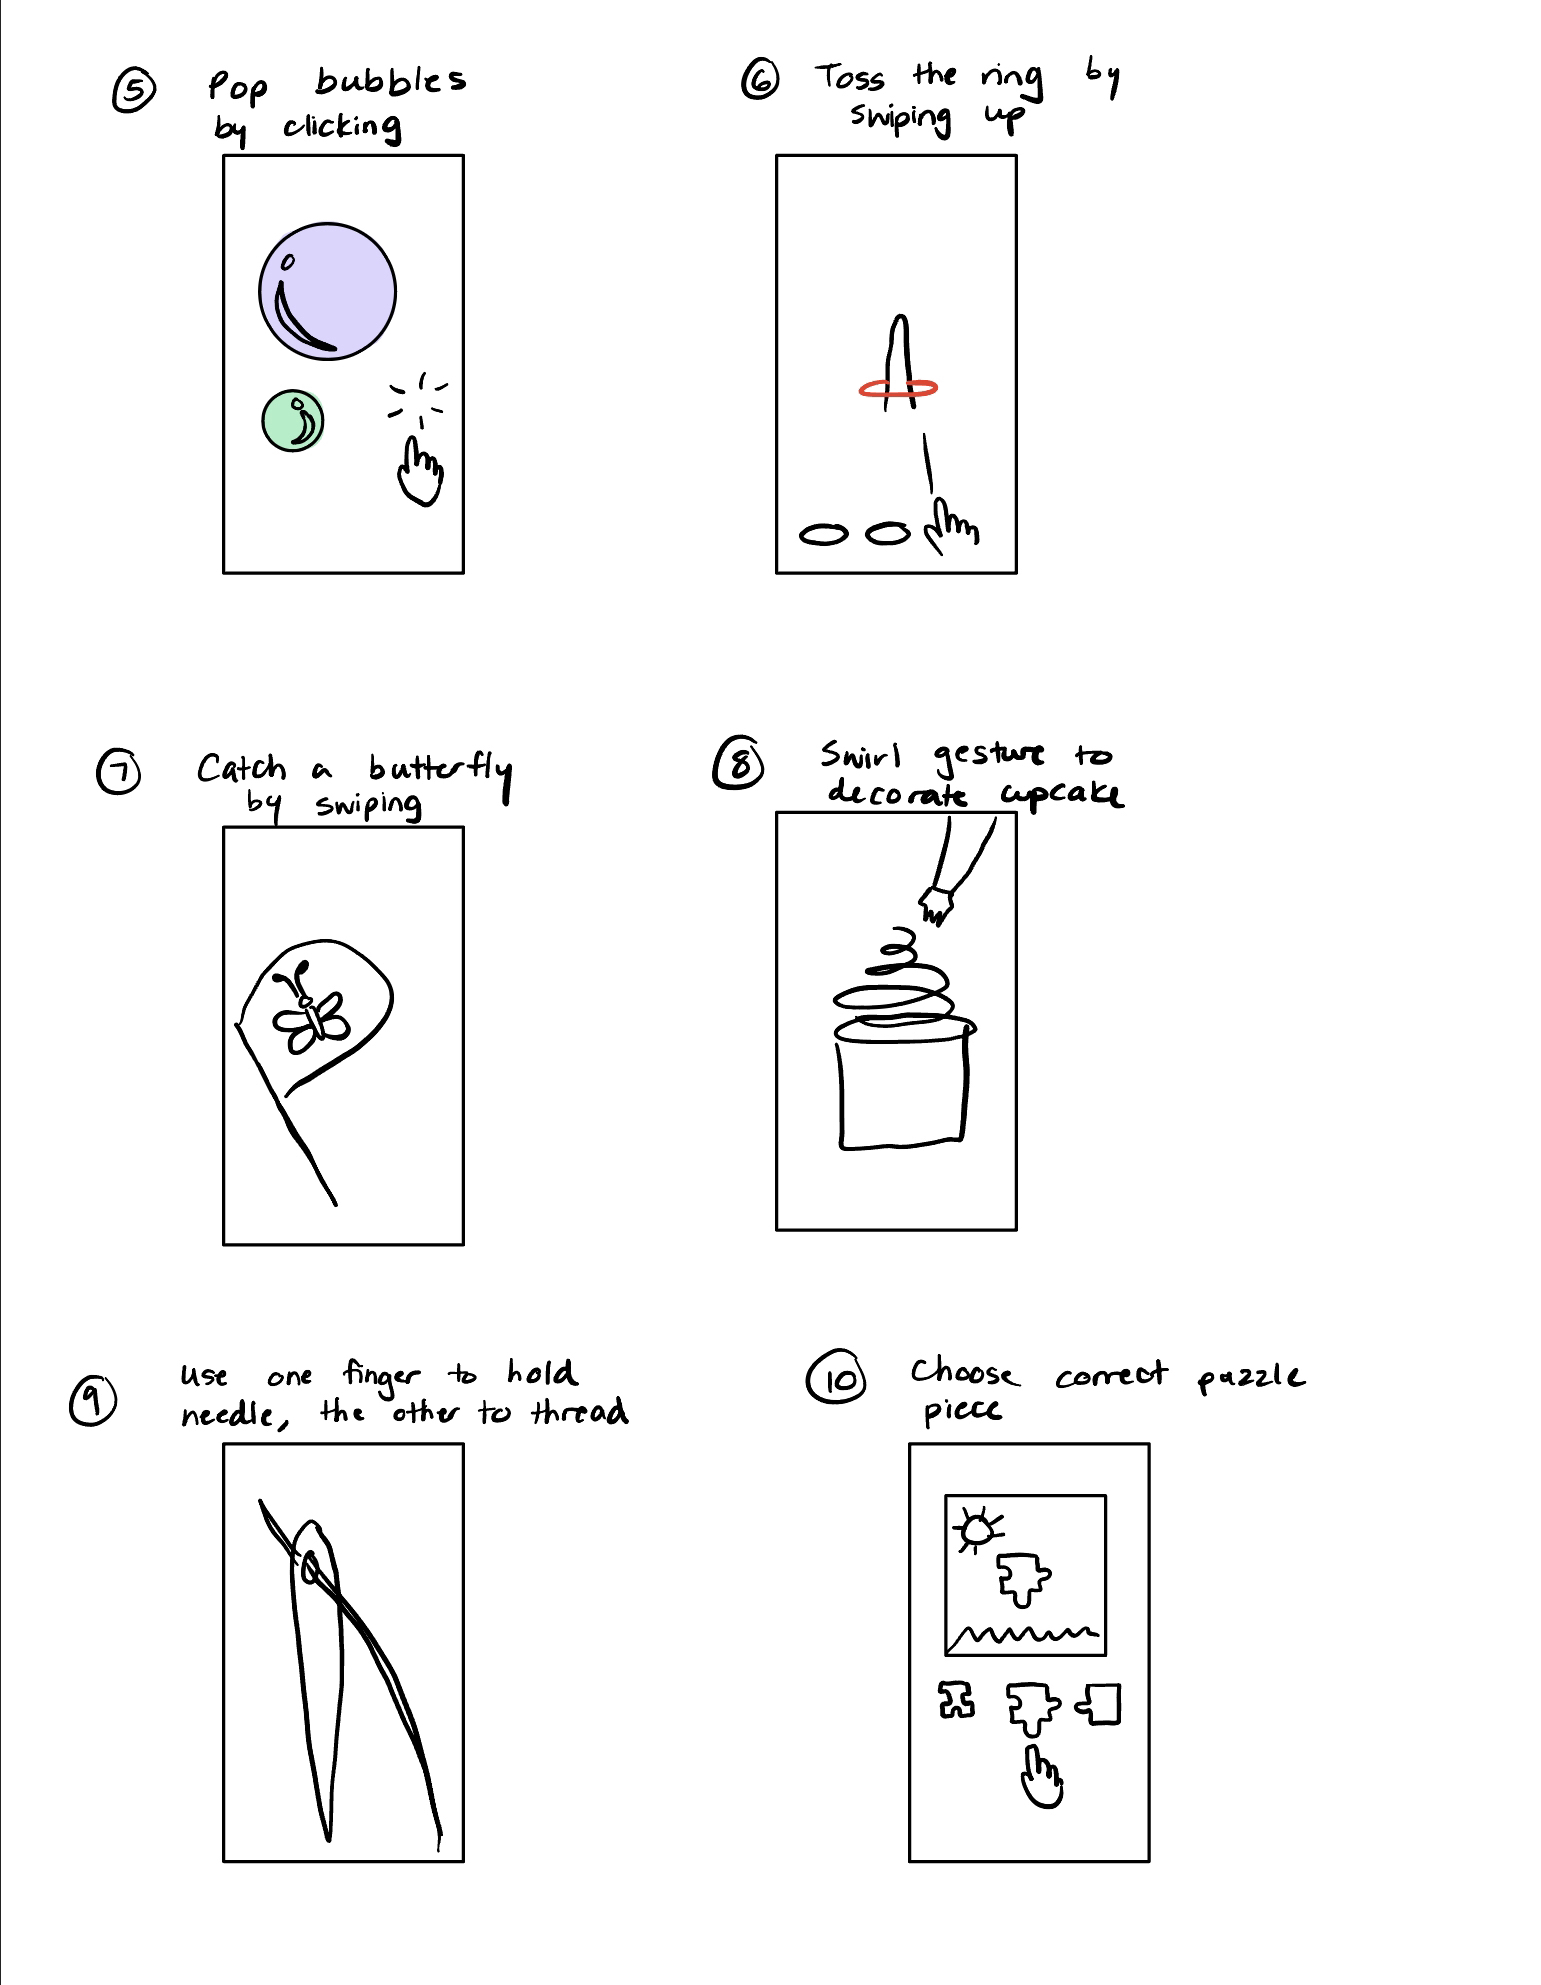 5 Pop bubbles
by clicking
6 Toss the ring by
swiping up
7 Catch a butterfly
by swiping
8 Swirl gesture to
decorate cupcake
9 use one finger to hold
needle, the other to thread
10 Choose correct puzzle
piece